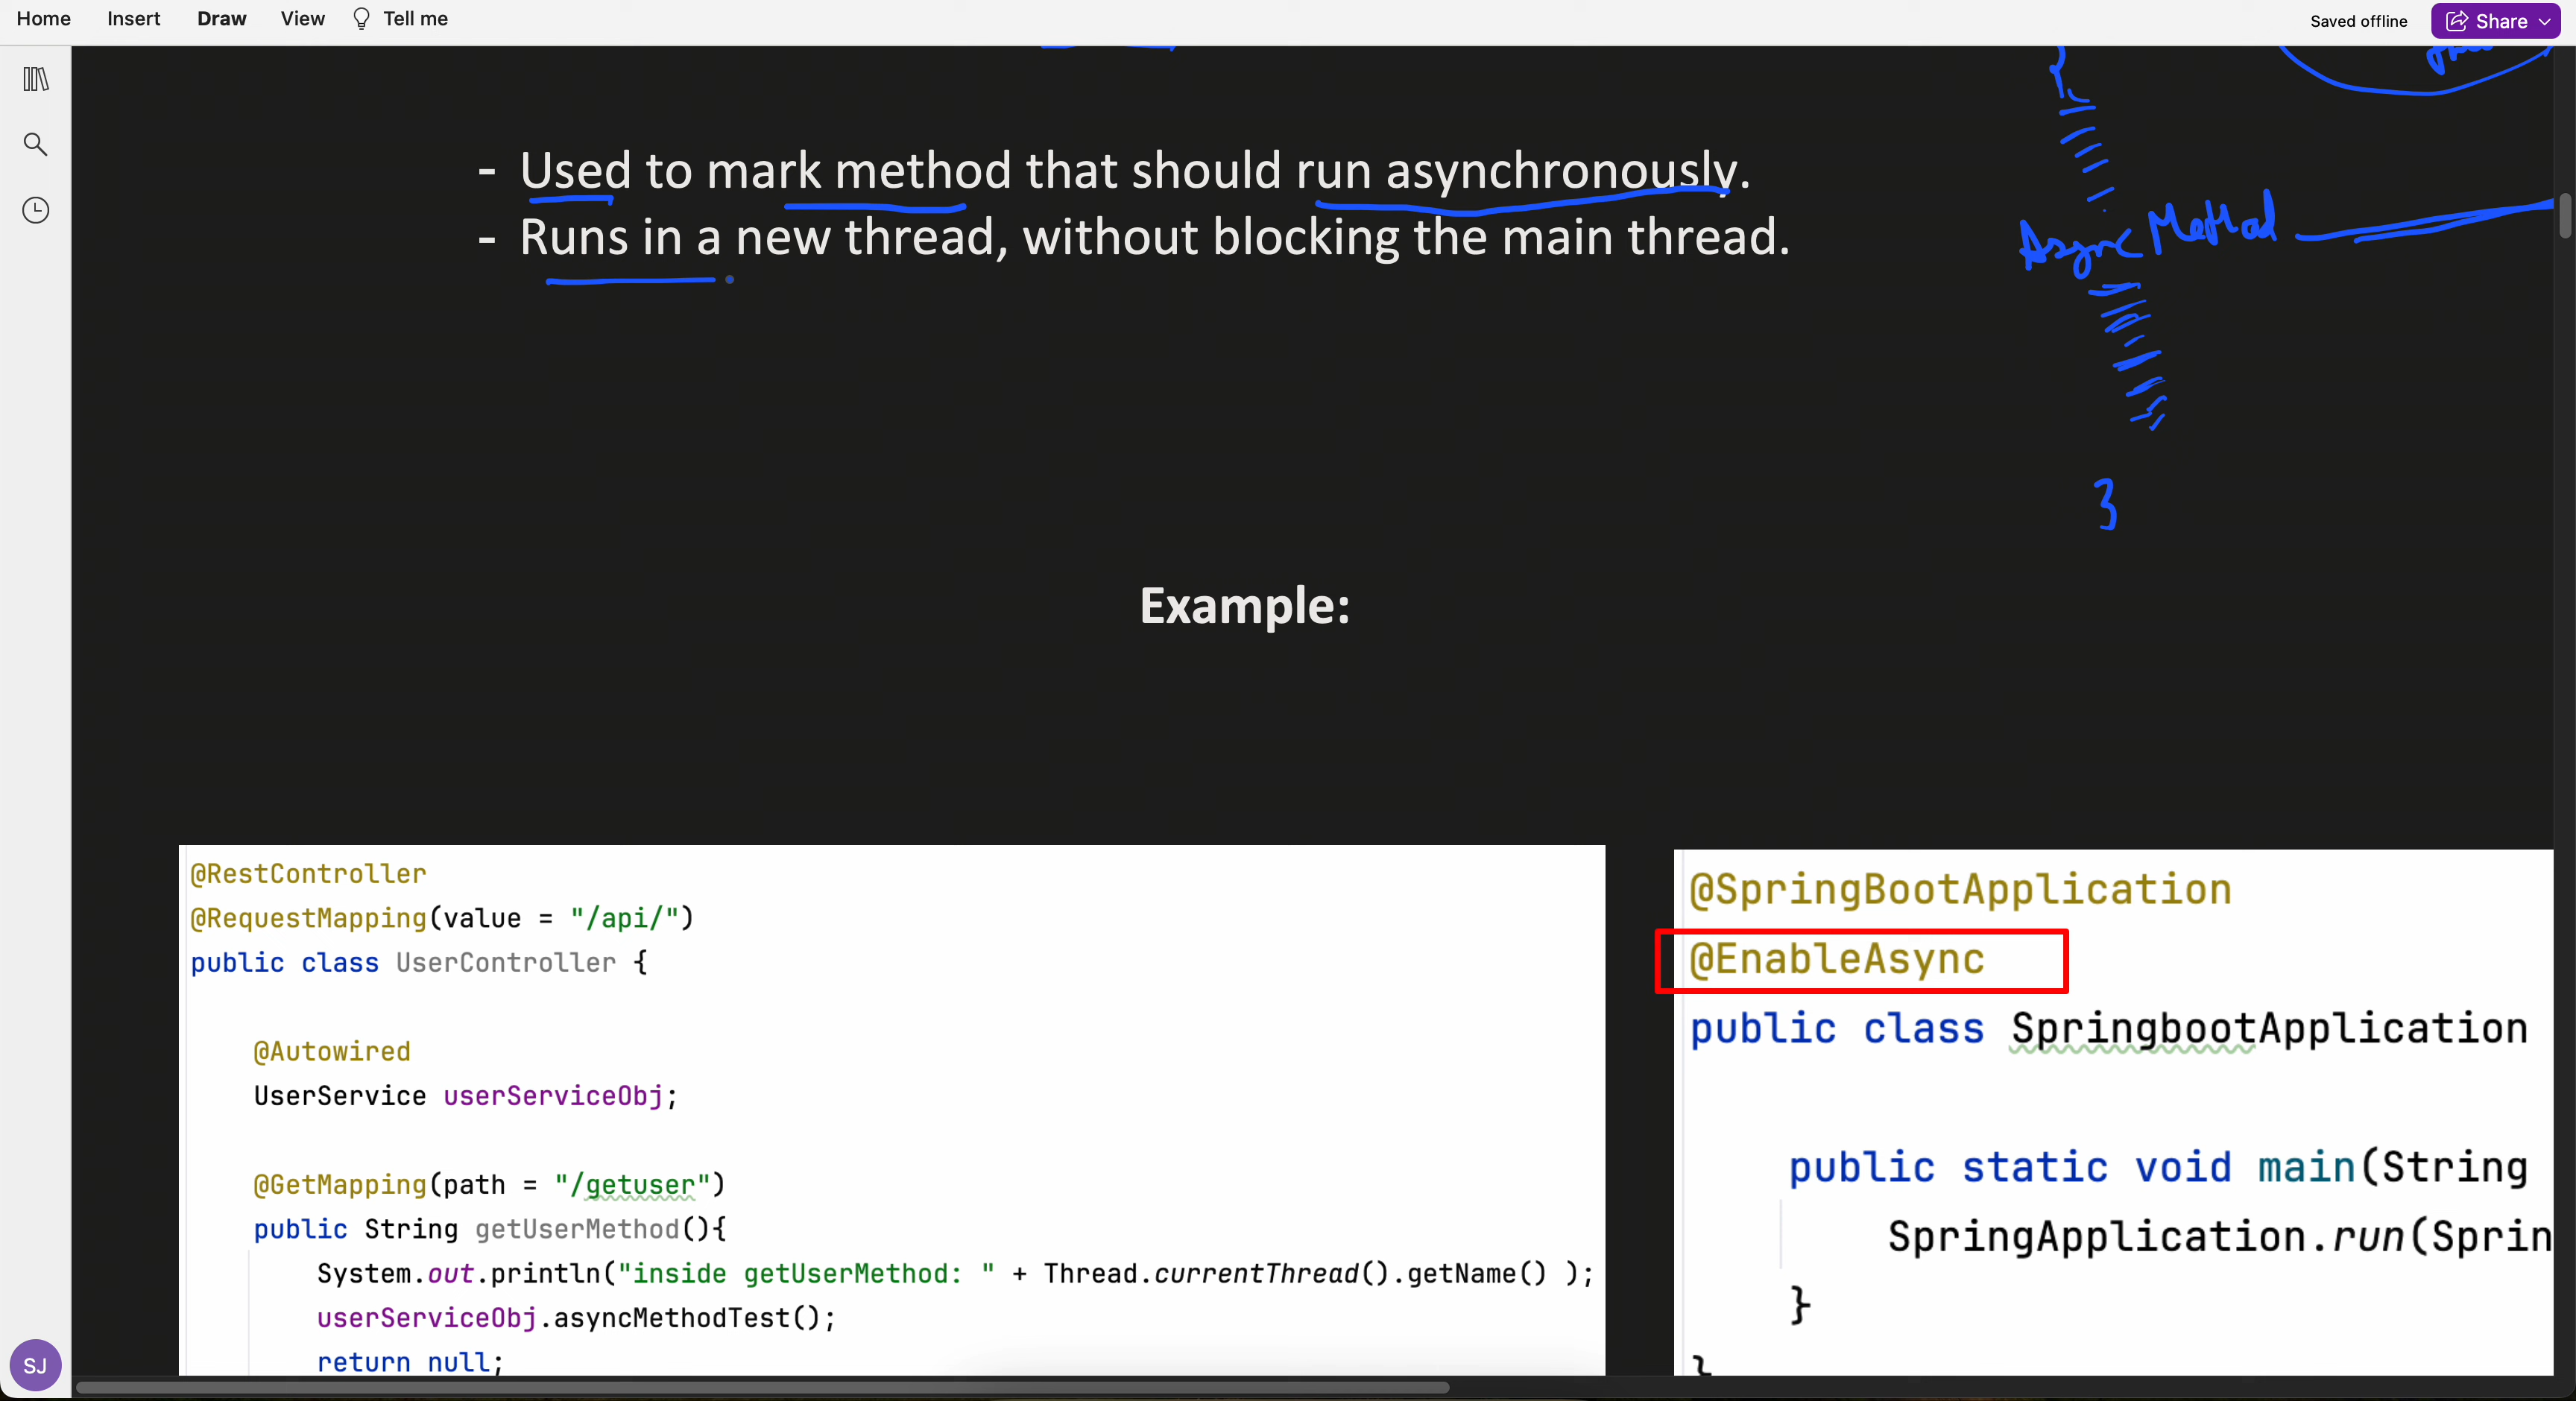 Home Insert Draw View Tell me Saved offline Share
- Used to mark method that should run asynchronously.
- Runs in a new thread, without blocking the main thread.
Async Method
3
Example:
@RestController
@RequestMapping(value = "/api/")
public class UserController {
@Autowired
UserService userServiceObj;
@GetMapping(path = "/getuser")
public String getUserMethod(){
System.out.println("inside getUserMethod: " + Thread.currentThread().getName() );
userServiceObj.asyncMethodTest();
return null;
@SpringBootApplication
@EnableAsync
public class SpringbootApplication
public static void main(String
SpringApplication.run(Sprin
}
}
SJ